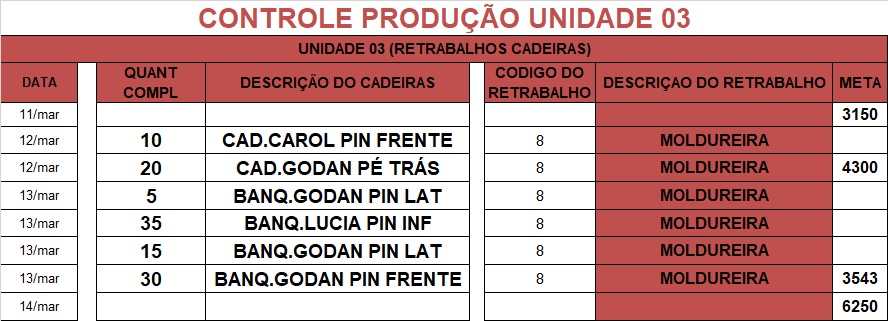 CONTROLE PRODUÇÃO UNIDADE 03
UNIDADE 03 (RETRABALHOS CADEIRAS)
DATA QUANT COMPL DESCRIÇÃO DO CADEIRAS CODIGO DO RETRABALHO DESCRIÇAO DO RETRABALHO META
11/mar 3150
12/mar 10 CAD.CAROL PIN FRENTE 8 MOLDUREIRA
12/mar 20 CAD.GODAN PÉ TRÁS 8 MOLDUREIRA 4300
13/mar 5 BANQ.GODAN PIN LAT 8 MOLDUREIRA
13/mar 35 BANQ.LUCIA PIN INF 8 MOLDUREIRA
13/mar 15 BANQ.GODAN PIN LAT 8 MOLDUREIRA
13/mar 30 BANQ.GODAN PIN FRENTE 8 MOLDUREIRA 3543
14/mar 6250